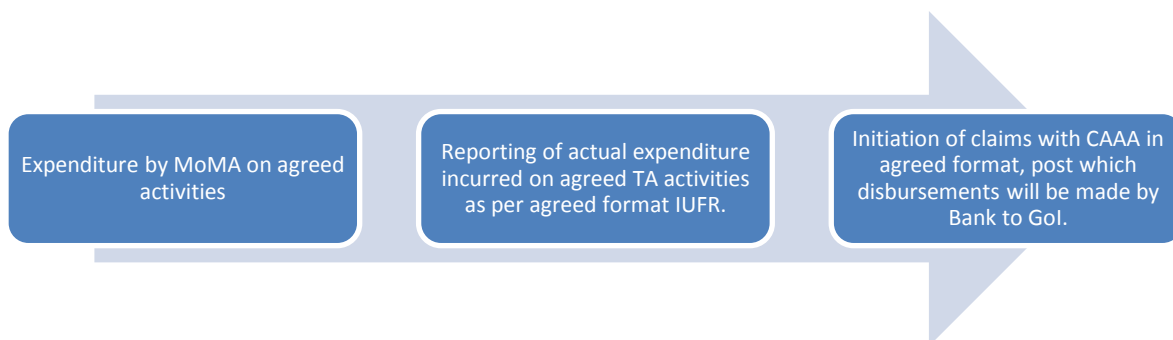 Expenditure by MoMA on agreed
activities
Reporting of actual expenditure
incurred on agreed TA activities
as per agreed format IUFR.
Initiation of claims with CAAA in
agreed format, post which
disbursements will be made by
Bank to GoI.